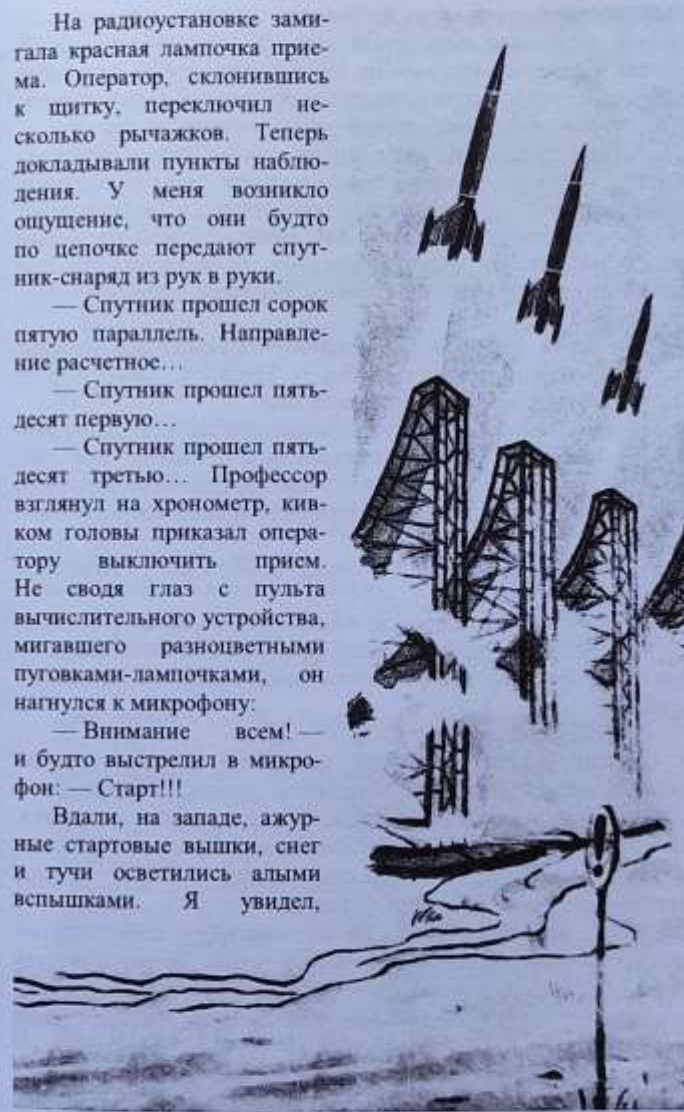 На радиоустановке зами-
гала красная лампочка прие-
ма. Оператор, склонившись
к щитку, переключил не-
сколько рычажков. Теперь
докладывали пункты наблю-
дения. У меня возникло
ощущение, что они будто
по цепочке передают спут-
ник-снаряд из рук в руки.
— Спутник прошел сорок
пятую параллель. Направле-
ние расчетное…
— Спутник прошел пять-
десят первую…
— Спутник прошел пять-
десят третью… Профессор
взглянул на хронометр, кив-
ком головы приказал опера-
тору выключить прием.
Не сводя глаз с пульта
вычислительного устройства,
мигавшего разноцветными
пуговками-лампочками, он
нагнулся к микрофону:
— Внимание всем! —
и будто выстрелил в микро-
фон: — Старт!!!
Вдали, на западе, ажур-
ные стартовые вышки, снег
и тучи осветились алыми
вспышками. Я увидел,